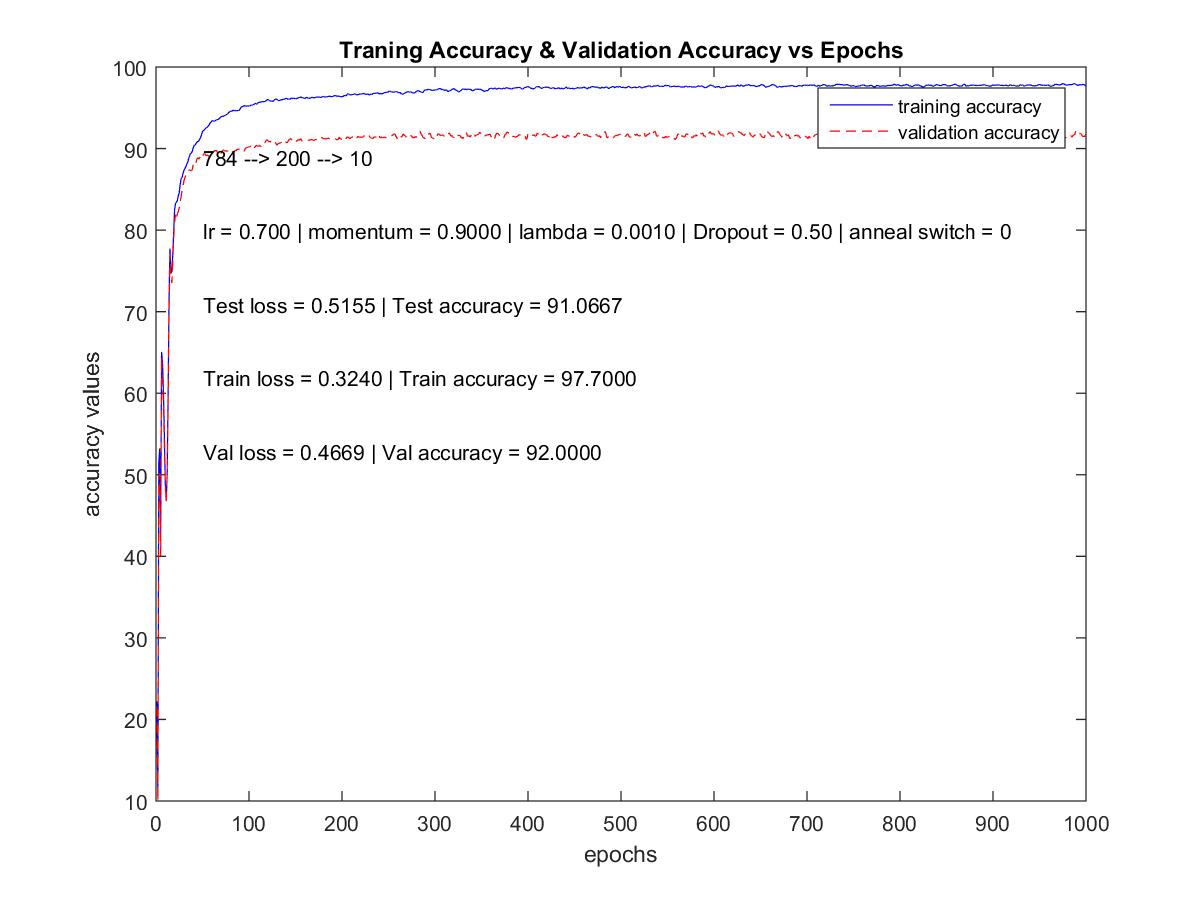 Traning Accuracy & Validation Accuracy vs Epochs
100
90
80
70
60
50
40
30
20
10
accuracy values
training accuracy
validation accuracy
784 --> 200 --> 10
lr = 0.700 | momentum = 0.9000 | lambda = 0.0010 | Dropout = 0.50 | anneal switch = 0
Test loss = 0.5155 | Test accuracy = 91.0667
Train loss = 0.3240 | Train accuracy = 97.7000
Val loss = 0.4669 | Val accuracy = 92.0000
0 100 200 300 400 500 600 700 800 900 1000
epochs